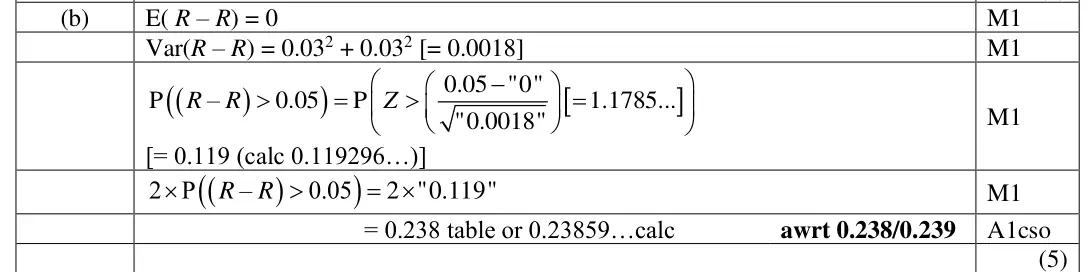 (b) E( R – R) = 0 M1
Var(R – R) = 0.03² + 0.03² [= 0.0018] M1
P((R – R) > 0.05) = P(Z > (0.05 – "0" / √"0.0018")[= 1.1785...]) M1
[= 0.119 (calc 0.119296…)]
2 × P((R – R) > 0.05) = 2 × "0.119" M1
= 0.238 table or 0.23859…calc awrt 0.238/0.239 A1cso
(5)